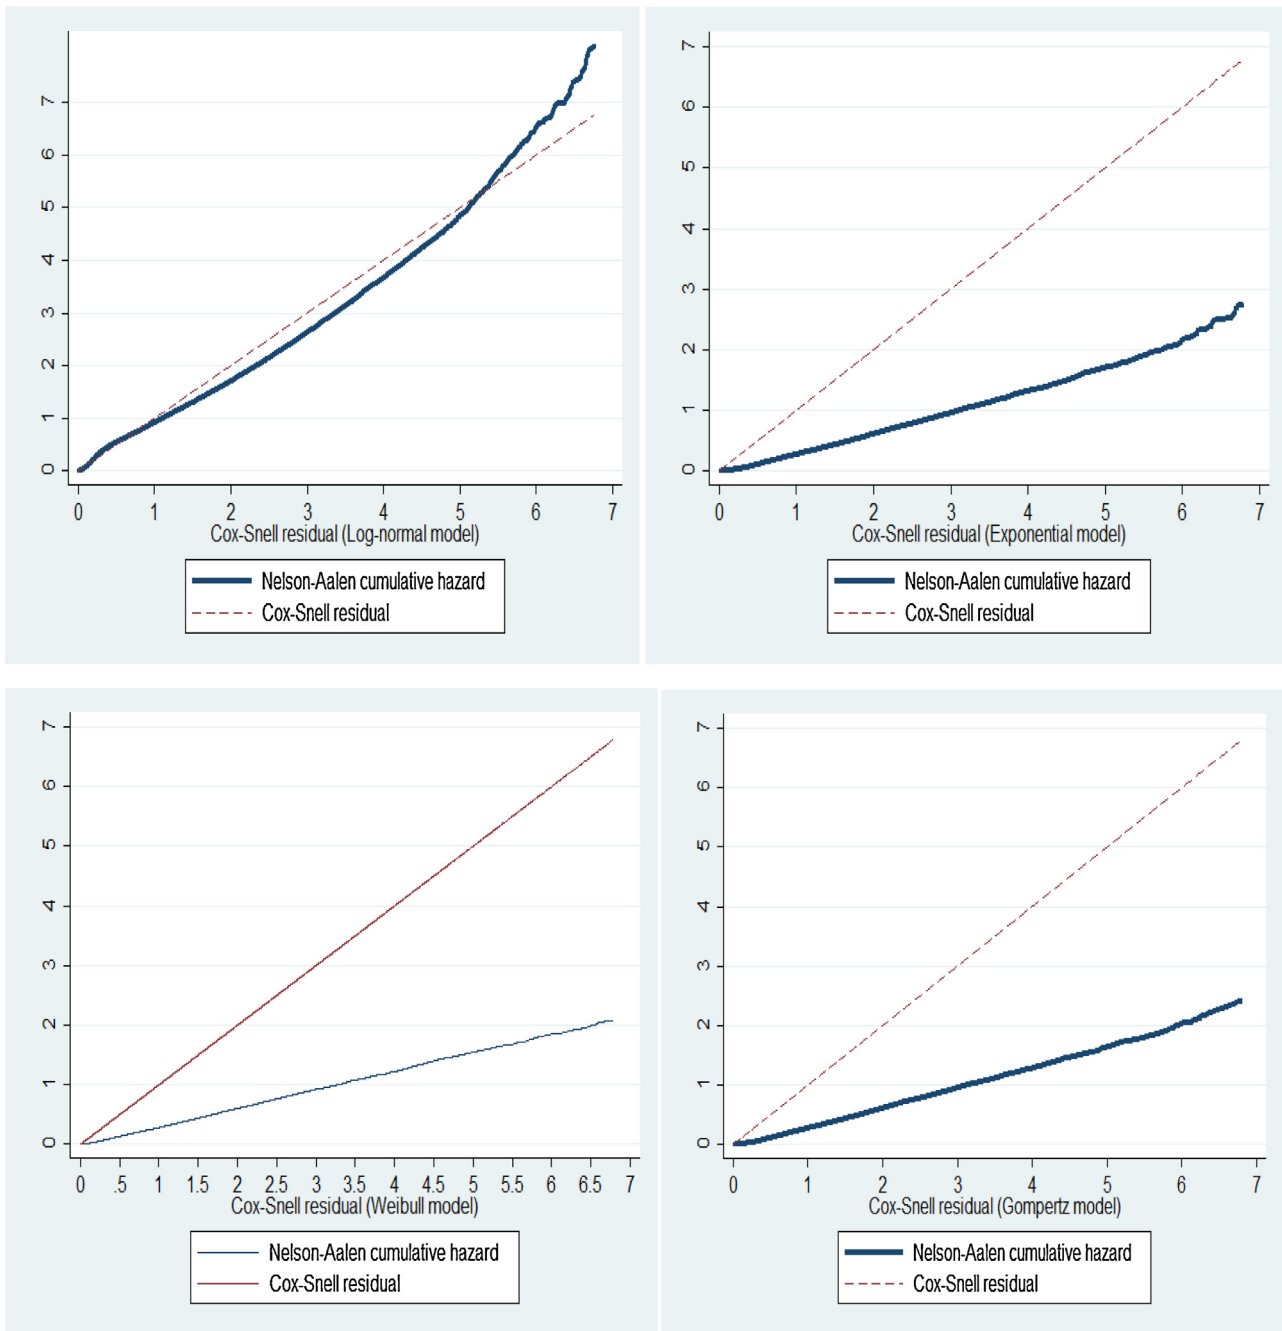 7
6
5
4
3
2
1
0
0 1 2 3 4 5 6 7
Cox-Snell residual (Log-normal model)
Nelson-Aalen cumulative hazard
Cox-Snell residual
7
6
5
4
3
2
1
0
0 1 2 3 4 5 6 7
Cox-Snell residual (Exponential model)
Nelson-Aalen cumulative hazard
Cox-Snell residual
7
6
5
4
3
2
1
0
0 .5 1 1.5 2 2.5 3 3.5 4 4.5 5 5.5 6 6.5 7
Cox-Snell residual (Weibull model)
Nelson-Aalen cumulative hazard
Cox-Snell residual
7
6
5
4
3
2
1
0
0 1 2 3 4 5 6 7
Cox-Snell residual (Gompertz model)
Nelson-Aalen cumulative hazard
Cox-Snell residual